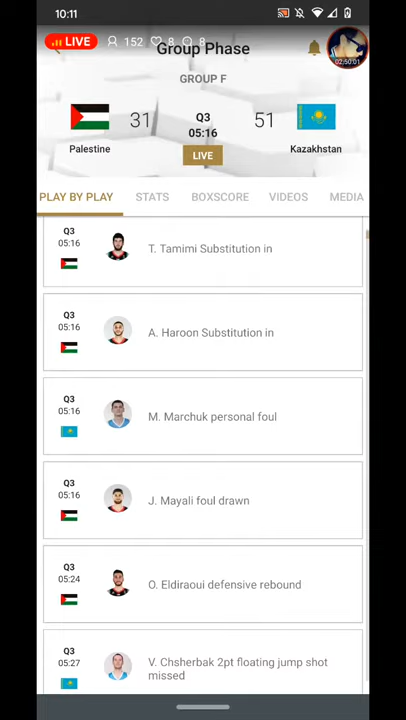 10:11
LIVE 152 8 8
Group Phase
02:50:01
GROUP F
31 Q3 51
05:16
Palestine Kazakhstan
LIVE
PLAY BY PLAY STATS BOXSCORE VIDEOS MEDIA
Q3
05:16
T. Tamimi Substitution in
Q3
05:16
A. Haroon Substitution in
Q3
05:16
M. Marchuk personal foul
Q3
05:16
J. Mayali foul drawn
Q3
05:24
O. Eldiraoui defensive rebound
Q3
05:27
V. Chsherbak 2pt floating jump shot
missed